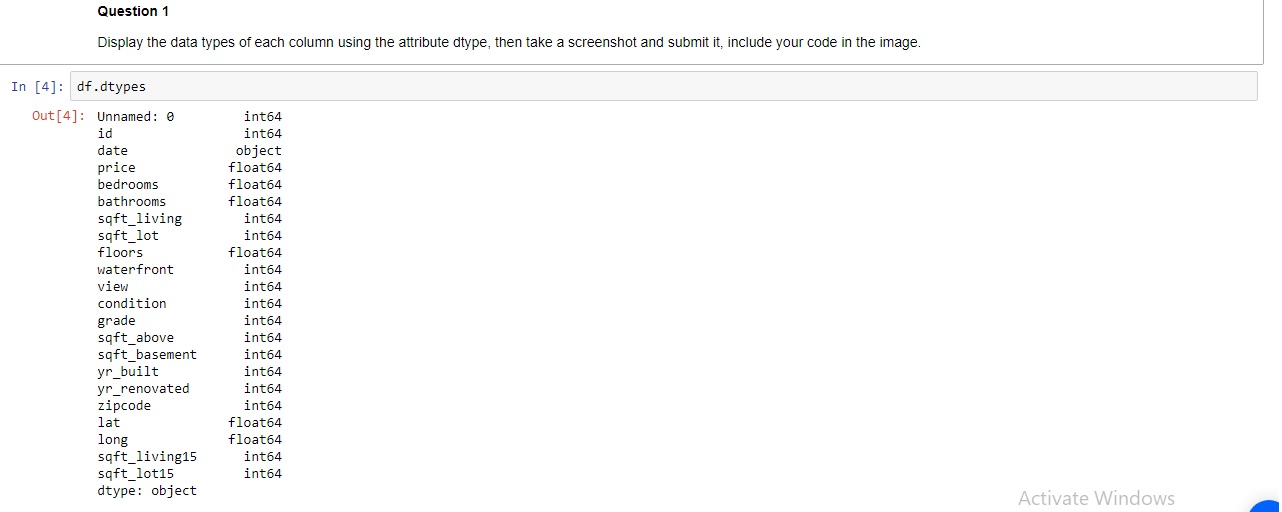 Question 1
Display the data types of each column using the attribute dtype, then take a screenshot and submit it, include your code in the image.
In [4]: df.dtypes
Out[4]: Unnamed: 0 int64
id int64
date object
price float64
bedrooms float64
bathrooms float64
sqft_living int64
sqft_lot int64
floors float64
waterfront int64
view int64
condition int64
grade int64
sqft_above int64
sqft_basement int64
yr_built int64
yr_renovated int64
zipcode int64
lat float64
long float64
sqft_living15 int64
sqft_lot15 int64
dtype: object
Activate Windows